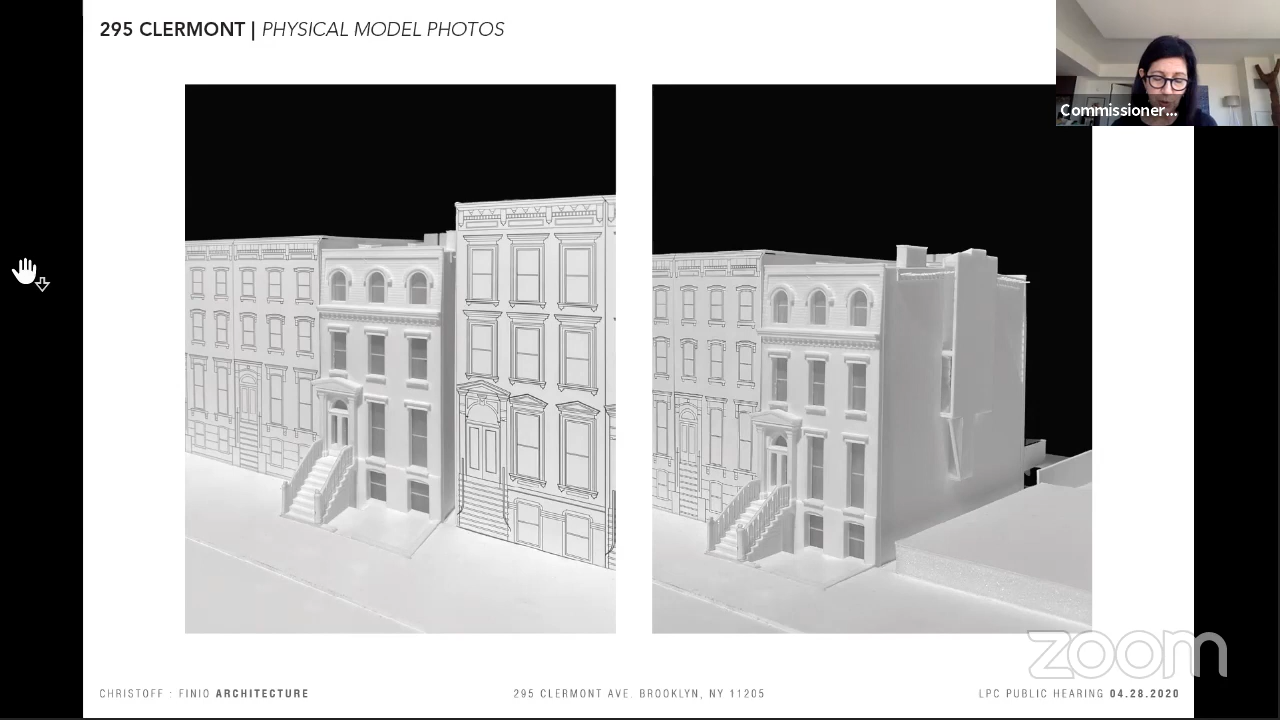 295 CLERMONT | PHYSICAL MODEL PHOTOS
Commissioner...
zoom
CHRISTOFF : FINIO ARCHITECTURE
295 CLERMONT AVE. BROOKLYN, NY 11205
LPC PUBLIC HEARING 04.28.2020